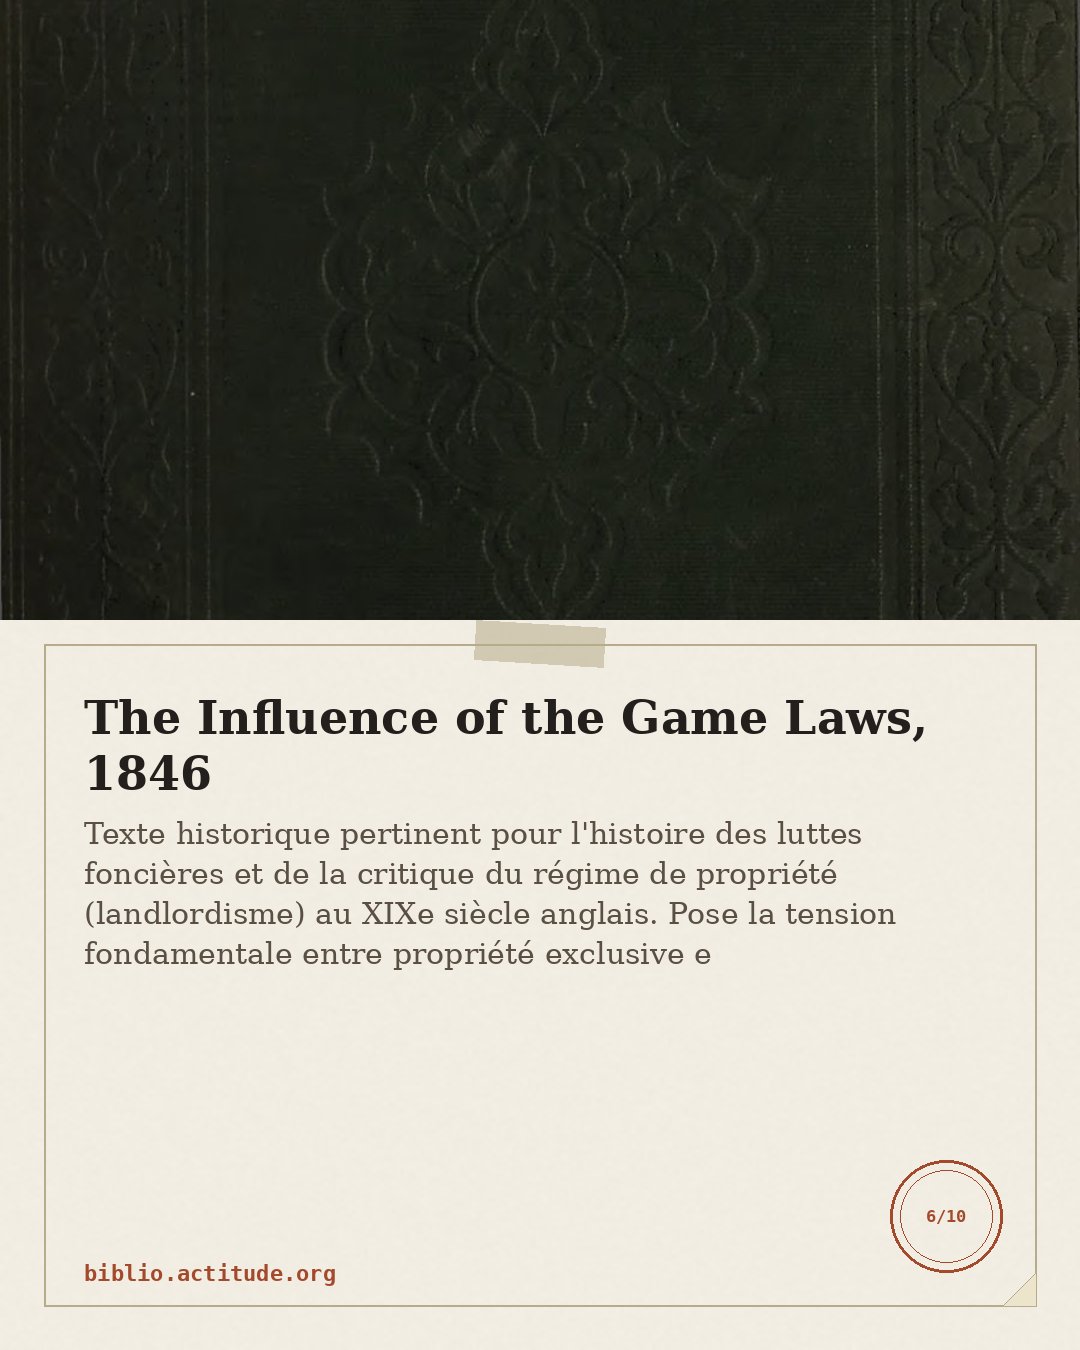 The Influence of the Game Laws,
1846
Texte historique pertinent pour l'histoire des luttes
foncières et de la critique du régime de propriété
(landlordisme) au XIXe siècle anglais. Pose la tension
fondamentale entre propriété exclusive e
6/10
biblio.actitude.org